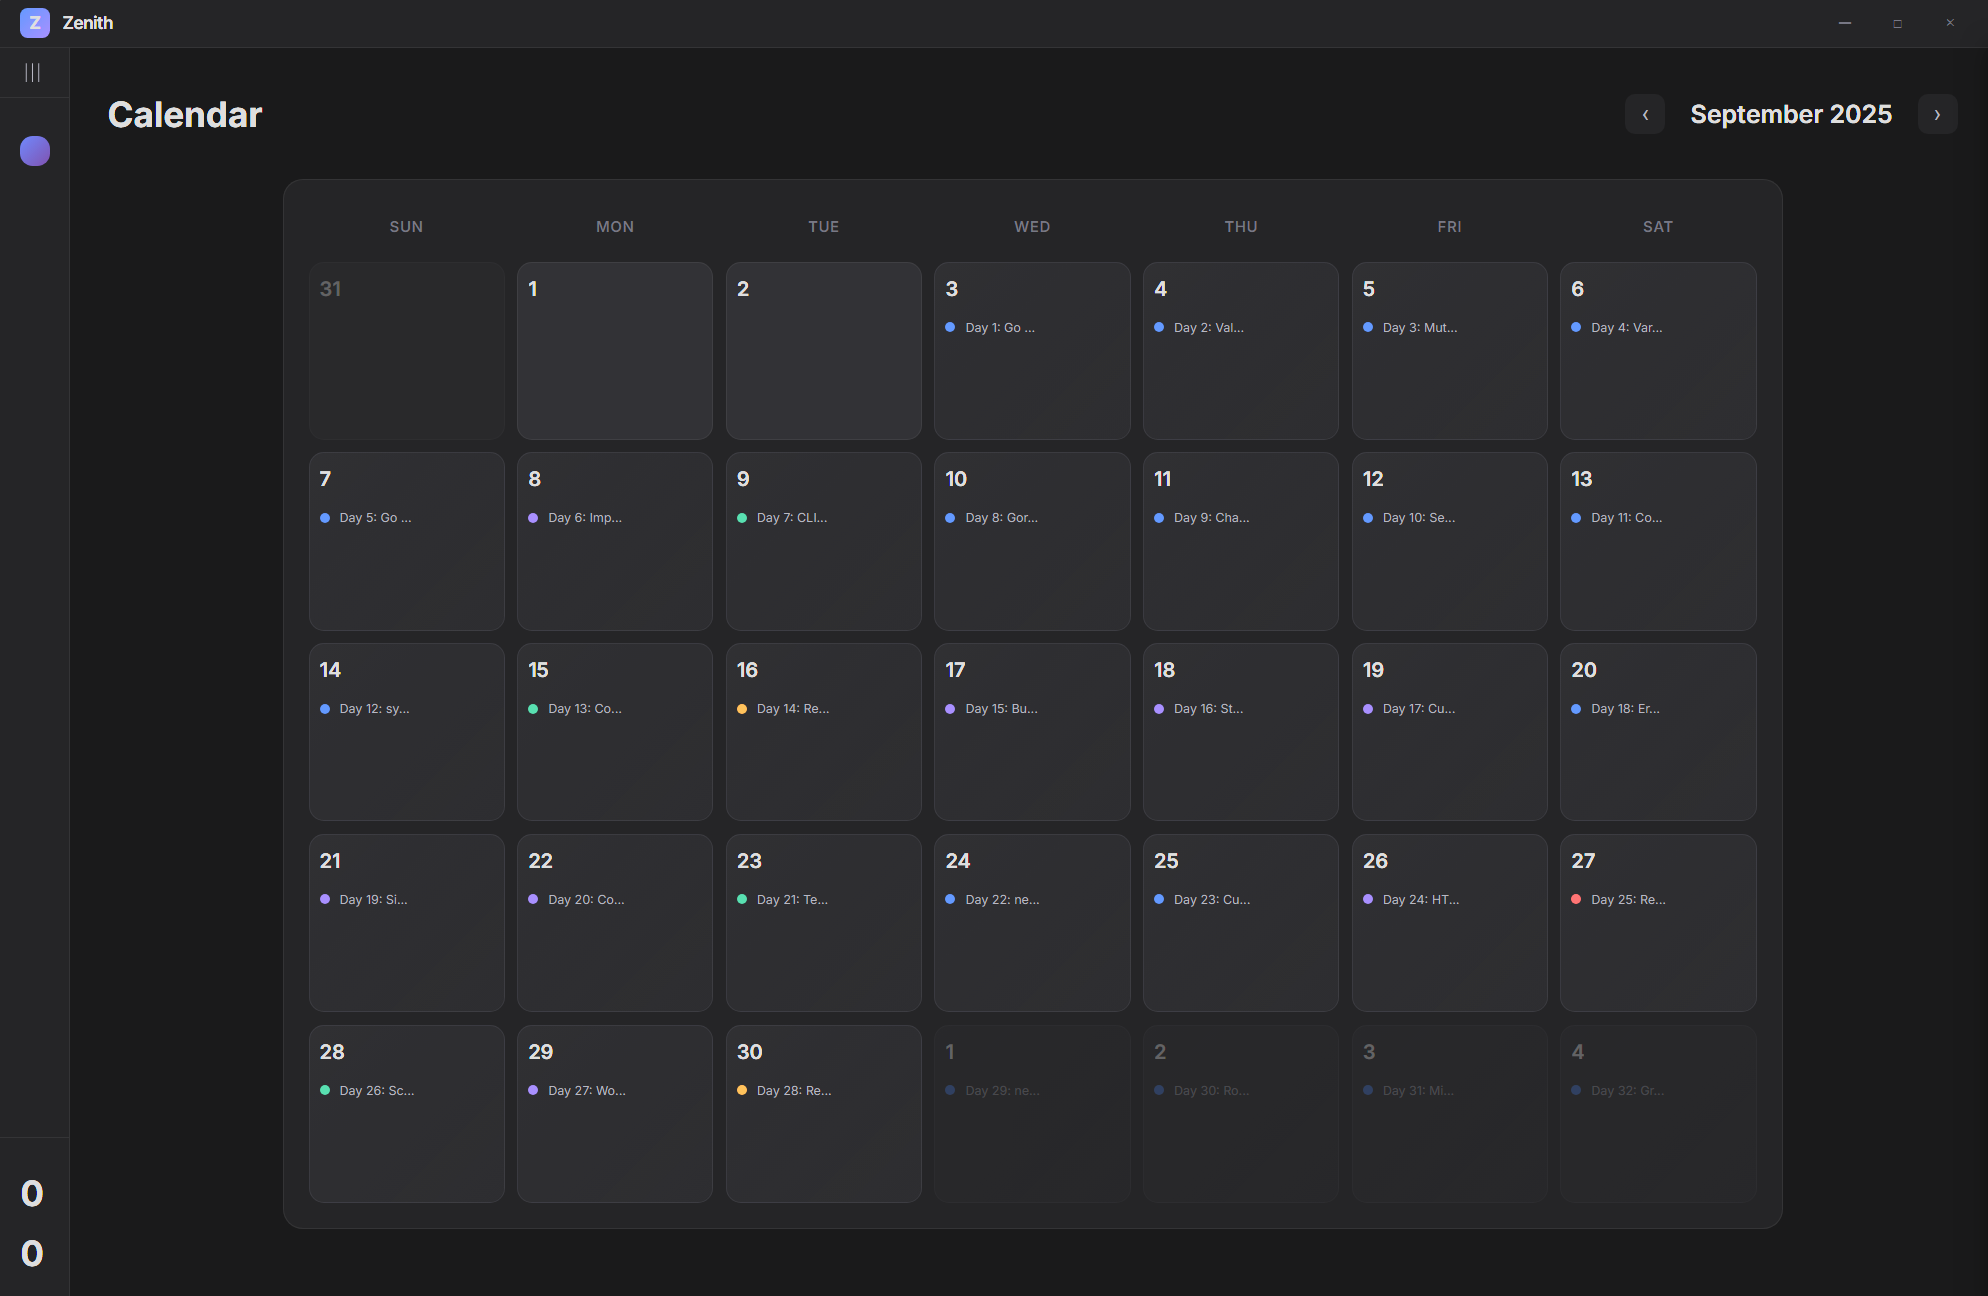 Z Zenith
Calendar
‹ September 2025 ›
SUN MON TUE WED THU FRI SAT
31 1 2 3 4 5 6
Day 1: Go ... Day 2: Val... Day 3: Mut... Day 4: Var...
7 8 9 10 11 12 13
Day 5: Go ... Day 6: Imp... Day 7: CLI... Day 8: Gor... Day 9: Cha... Day 10: Se... Day 11: Co...
14 15 16 17 18 19 20
Day 12: sy... Day 13: Co... Day 14: Re... Day 15: Bu... Day 16: St... Day 17: Cu... Day 18: Er...
21 22 23 24 25 26 27
Day 19: Si... Day 20: Co... Day 21: Te... Day 22: ne... Day 23: Cu... Day 24: HT... Day 25: Re...
28 29 30 1 2 3 4
Day 26: Sc... Day 27: Wo... Day 28: Re... Day 29: ne... Day 30: Ro... Day 31: Mi... Day 32: Gr...
0
0